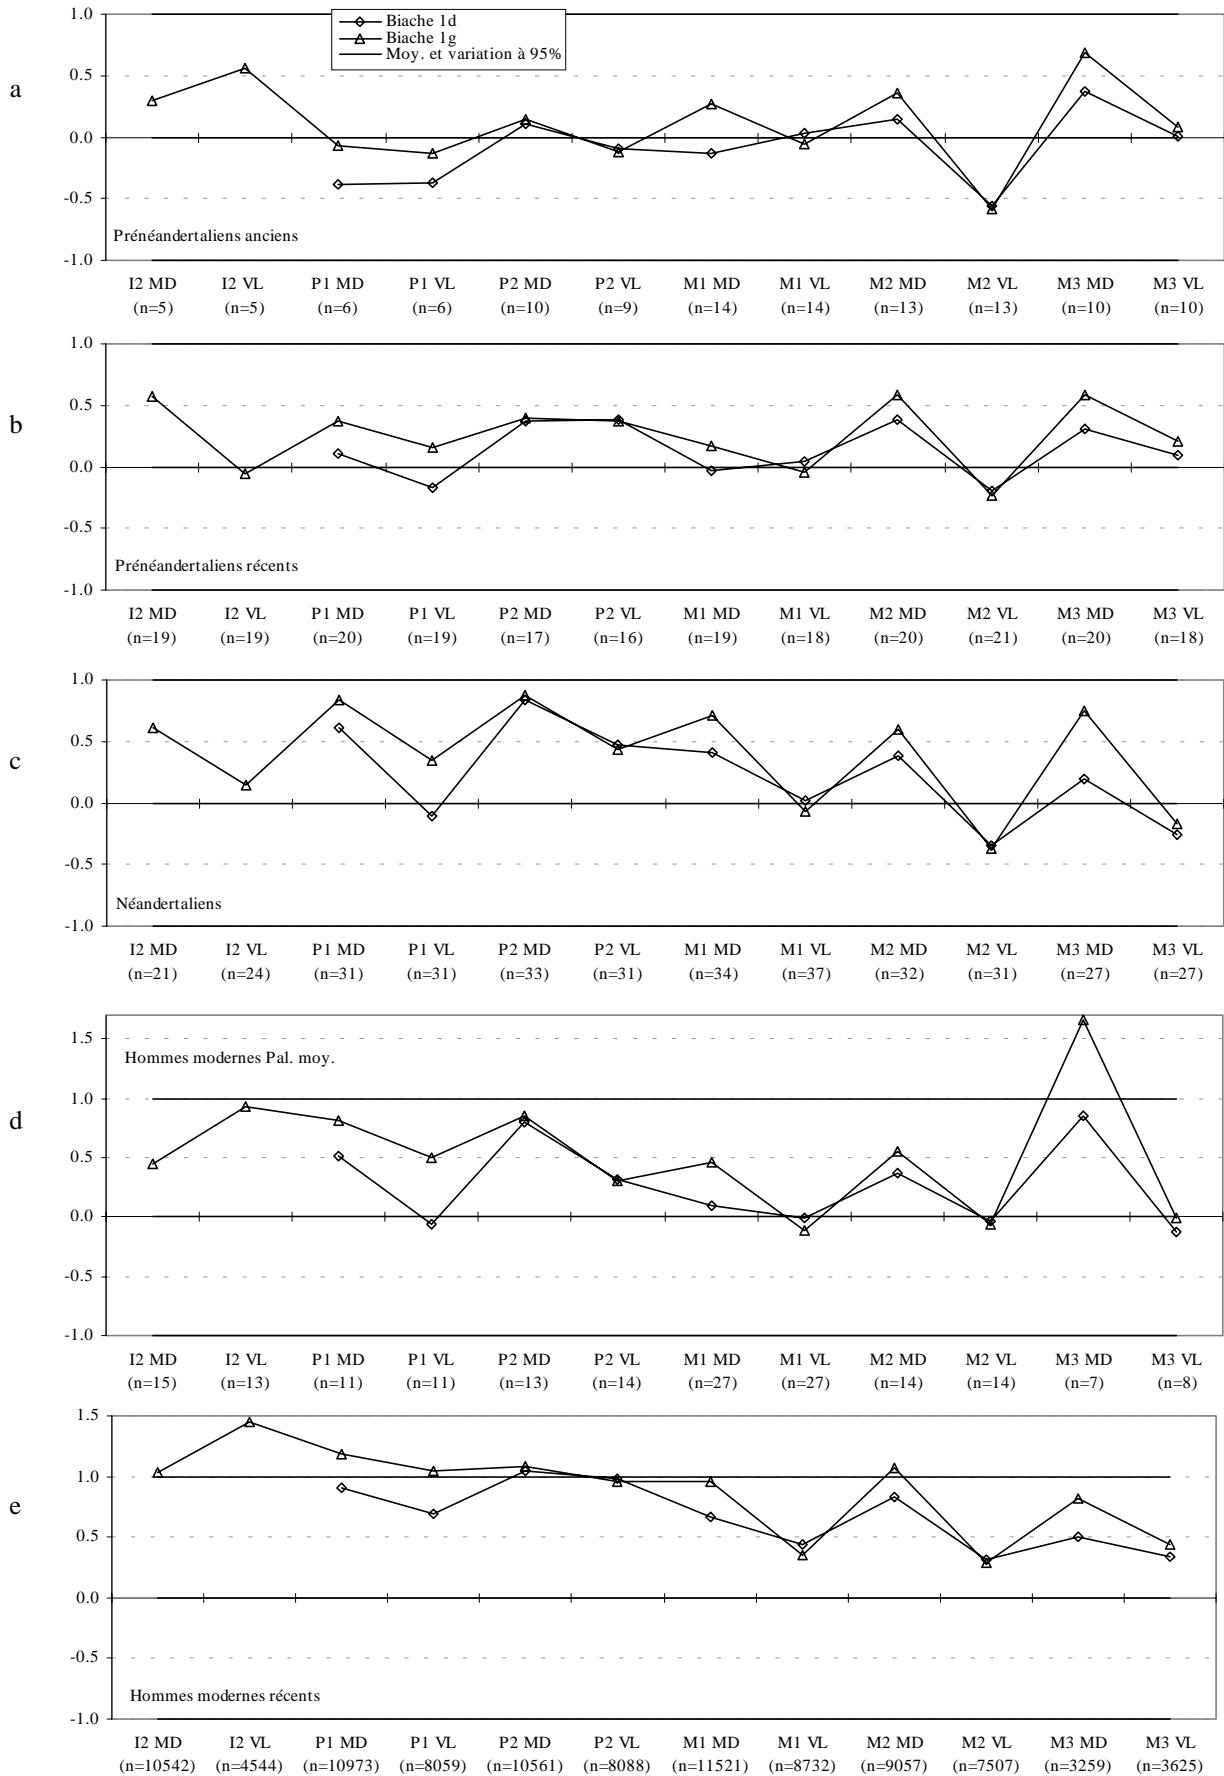 Biache 1d
Biache 1g
Moy. et variation à 95%
a
1.0
0.5
0.0
-0.5
-1.0
Prénéandertaliens anciens
I2 MD I2 VL P1 MD P1 VL P2 MD P2 VL M1 MD M1 VL M2 MD M2 VL M3 MD M3 VL
(n=5) (n=5) (n=6) (n=6) (n=10) (n=9) (n=14) (n=14) (n=13) (n=13) (n=10) (n=10)
b
1.0
0.5
0.0
-0.5
-1.0
Prénéandertaliens récents
I2 MD I2 VL P1 MD P1 VL P2 MD P2 VL M1 MD M1 VL M2 MD M2 VL M3 MD M3 VL
(n=19) (n=19) (n=20) (n=19) (n=17) (n=16) (n=19) (n=18) (n=20) (n=21) (n=20) (n=18)
c
1.0
0.5
0.0
-0.5
-1.0
Néandertaliens
I2 MD I2 VL P1 MD P1 VL P2 MD P2 VL M1 MD M1 VL M2 MD M2 VL M3 MD M3 VL
(n=21) (n=24) (n=31) (n=31) (n=33) (n=31) (n=34) (n=37) (n=32) (n=31) (n=27) (n=27)
d
1.5
1.0
0.5
0.0
-0.5
-1.0
Hommes modernes Pal. moy.
I2 MD I2 VL P1 MD P1 VL P2 MD P2 VL M1 MD M1 VL M2 MD M2 VL M3 MD M3 VL
(n=15) (n=13) (n=11) (n=11) (n=13) (n=14) (n=27) (n=27) (n=14) (n=14) (n=7) (n=8)
e
1.5
1.0
0.5
0.0
-0.5
-1.0
Hommes modernes récents
I2 MD I2 VL P1 MD P1 VL P2 MD P2 VL M1 MD M1 VL M2 MD M2 VL M3 MD M3 VL
(n=10542) (n=4544) (n=10973) (n=8059) (n=10561) (n=8088) (n=11521) (n=8732) (n=9057) (n=7507) (n=3259) (n=3625)